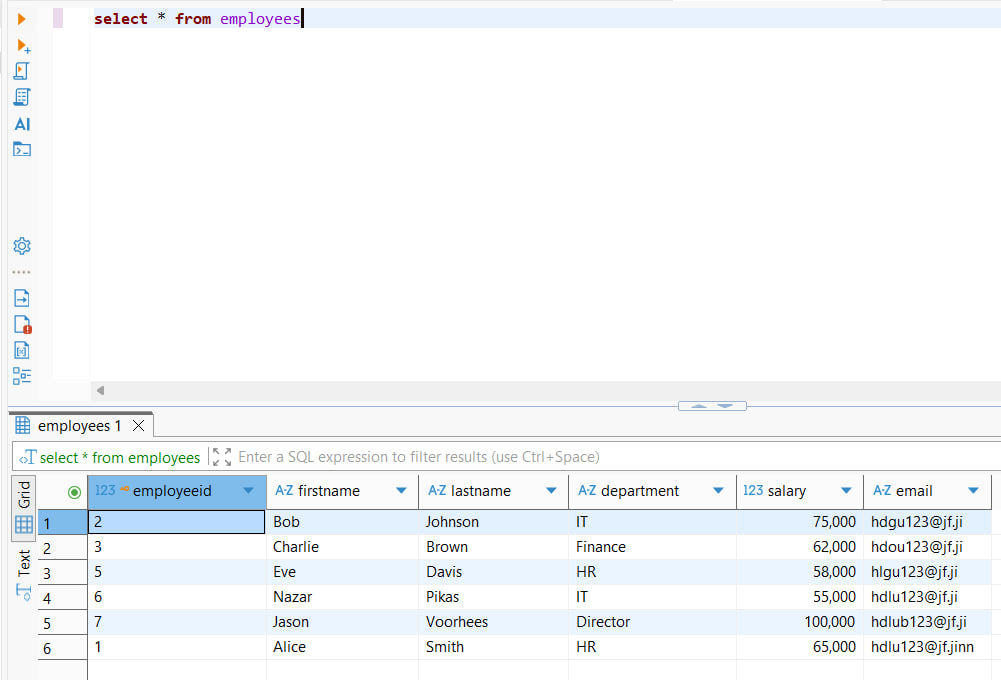 select * from employees
AI
employees 1
select * from employees Enter a SQL expression to filter results (use Ctrl+Space)
Grid
Text
123 employeeid A-Z firstname A-Z lastname A-Z department 123 salary A-Z email
1 2 Bob Johnson IT 75,000 hdgu123@jf.ji
2 3 Charlie Brown Finance 62,000 hdou123@jf.ji
3 5 Eve Davis HR 58,000 hlgu123@jf.ji
4 6 Nazar Pikas IT 55,000 hdlu123@jf.ji
5 7 Jason Voorhees Director 100,000 hdlub123@jf.ji
6 1 Alice Smith HR 65,000 hdlu123@jf.jinn